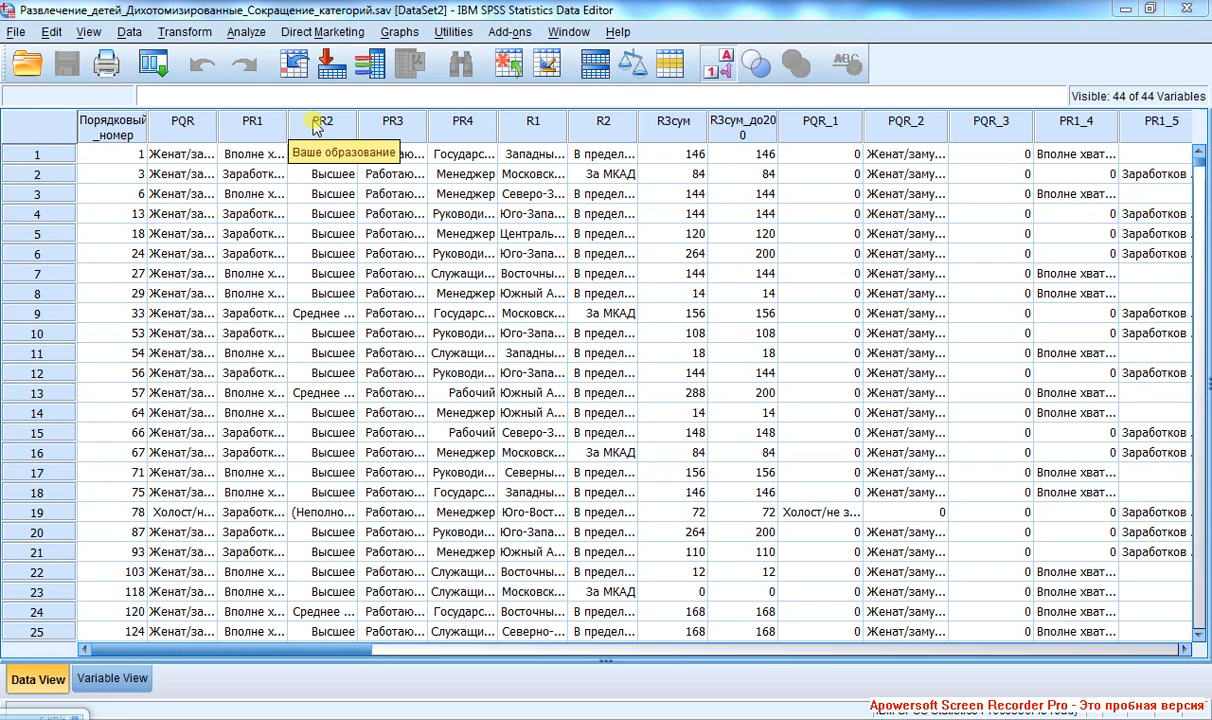 Развлечение_детей_Дихотомизированные_Сокращение_категорий.sav [DataSet2] - IBM SPSS Statistics Data Editor
File Edit View Data Transform Analyze Direct Marketing Graphs Utilities Add-ons Window Help
Visible: 44 of 44 Variables
Порядковый_номер PQR PR1 PR2 PR3 PR4 R1 R2 R3сум R3сум_до200 PQR_1 PQR_2 PQR_3 PR1_4 PR1_5
Ваше образование
1 1 Женат/за... Вполне х... Государс... Западны... В предел... 146 146 0 Женат/заму... 0 Вполне хват...
2 3 Женат/за... Заработк... Высшее Работаю... Менеджер Московск... За МКАД 84 84 0 Женат/заму... 0 0 Заработков .
3 6 Женат/за... Вполне х... Высшее Работаю... Менеджер Северо-З... В предел... 144 144 0 Женат/заму... 0 Вполне хват...
4 13 Женат/за... Заработк... Высшее Работаю... Руководи... Юго-Запа... В предел... 144 144 0 Женат/заму... 0 0 Заработков .
5 18 Женат/за... Заработк... Высшее Работаю... Менеджер Централь... В предел... 120 120 0 Женат/заму... 0 0 Заработков .
6 24 Женат/за... Заработк... Высшее Работаю... Руководи... Юго-Запа... В предел... 264 200 0 Женат/заму... 0 0 Заработков .
7 27 Женат/за... Вполне х... Высшее Работаю... Служащи... Восточны... В предел... 144 144 0 Женат/заму... 0 Вполне хват...
8 29 Женат/за... Вполне х... Высшее Работаю... Менеджер Южный А... В предел... 14 14 0 Женат/заму... 0 Вполне хват...
9 33 Женат/за... Заработк... Среднее ... Работаю... Государс... Московск... За МКАД 156 156 0 Женат/заму... 0 0 Заработков .
10 53 Женат/за... Заработк... Высшее Работаю... Руководи... Юго-Запа... В предел... 108 108 0 Женат/заму... 0 0 Заработков .
11 54 Женат/за... Вполне х... Высшее Работаю... Служащи... Западны... В предел... 18 18 0 Женат/заму... 0 Вполне хват...
12 56 Женат/за... Заработк... Высшее Работаю... Руководи... Юго-Запа... В предел... 144 144 0 Женат/заму... 0 0 Заработков .
13 57 Женат/за... Вполне х... Среднее ... Работаю... Рабочий Южный А... В предел... 288 200 0 Женат/заму... 0 Вполне хват...
14 64 Женат/за... Вполне х... Высшее Работаю... Менеджер Южный А... В предел... 14 14 0 Женат/заму... 0 Вполне хват...
15 66 Женат/за... Заработк... Высшее Работаю... Рабочий Северо-З... В предел... 148 148 0 Женат/заму... 0 0 Заработков .
16 67 Женат/за... Заработк... Высшее Работаю... Менеджер Московск... За МКАД 84 84 0 Женат/заму... 0 0 Заработков .
17 71 Женат/за... Вполне х... Высшее Работаю... Руководи... Северны... В предел... 156 156 0 Женат/заму... 0 Вполне хват...
18 75 Женат/за... Вполне х... Высшее Работаю... Государс... Западны... В предел... 146 146 0 Женат/заму... 0 Вполне хват...
19 78 Холост/н... Заработк... (Неполно... Работаю... Менеджер Юго-Вост... В предел... 72 72 Холост/не з... 0 0 0 Заработков .
20 87 Женат/за... Заработк... Высшее Работаю... Руководи... Юго-Запа... В предел... 264 200 0 Женат/заму... 0 0 Заработков .
21 93 Женат/за... Заработк... Высшее Работаю... Менеджер Южный А... В предел... 110 110 0 Женат/заму... 0 0 Заработков .
22 103 Женат/за... Вполне х... Высшее Работаю... Служащи... Восточны... В предел... 12 12 0 Женат/заму... 0 Вполне хват...
23 118 Женат/за... Вполне х... Высшее Работаю... Служащи... Московск... За МКАД 0 0 0 Женат/заму... 0 Вполне хват...
24 120 Женат/за... Вполне х... Среднее ... Работаю... Государс... Восточны... В предел... 168 168 0 Женат/заму... 0 Вполне хват...
25 124 Женат/за... Вполне х... Высшее Работаю... Служащи... Северно-... В предел... 168 168 0 Женат/заму... 0 Вполне хват...
Data View Variable View
Apowersoft Screen Recorder Pro - Это пробная версия